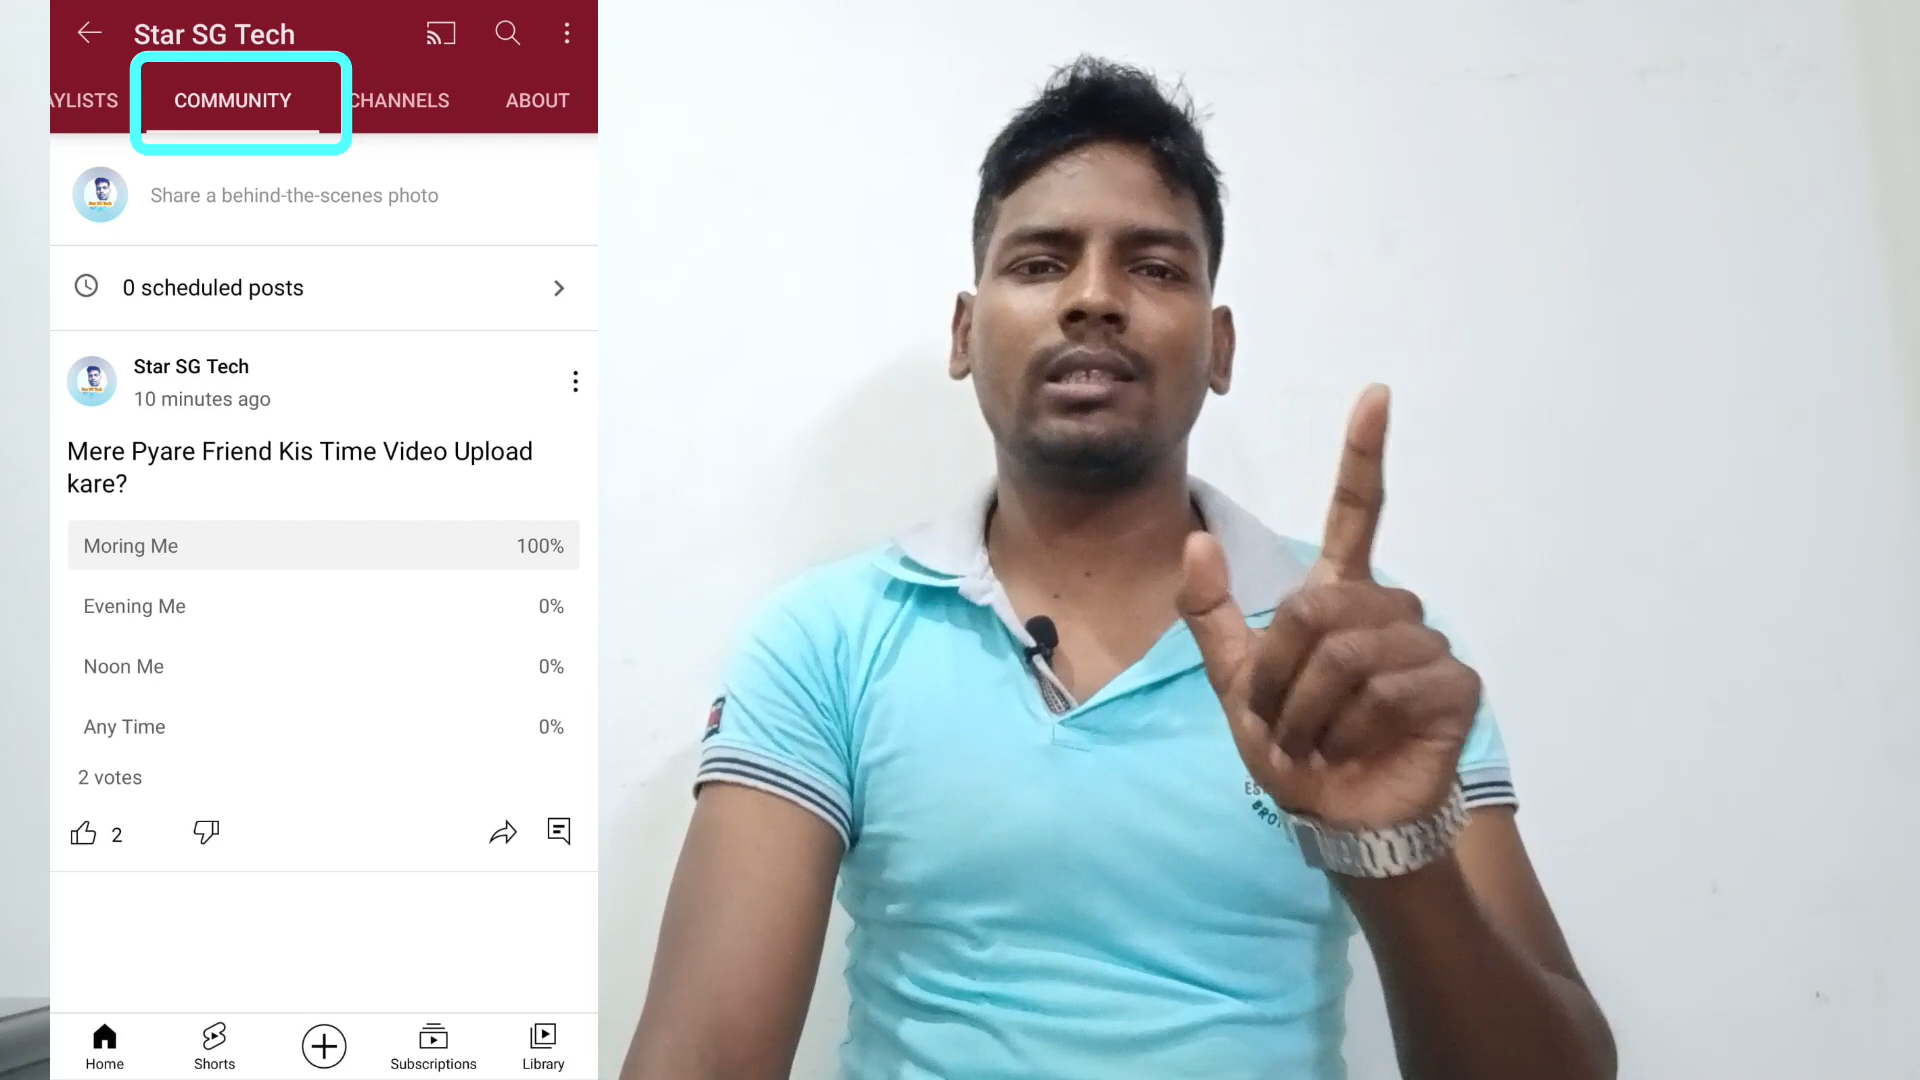 Star SG Tech
AYLISTS
COMMUNITY
CHANNELS
ABOUT
Share a behind-the-scenes photo
0 scheduled posts
Star SG Tech
10 minutes ago
Mere Pyare Friend Kis Time Video Upload
kare?
Moring Me 100%
Evening Me 0%
Noon Me 0%
Any Time 0%
2 votes
2
Home
Shorts
Subscriptions
Library